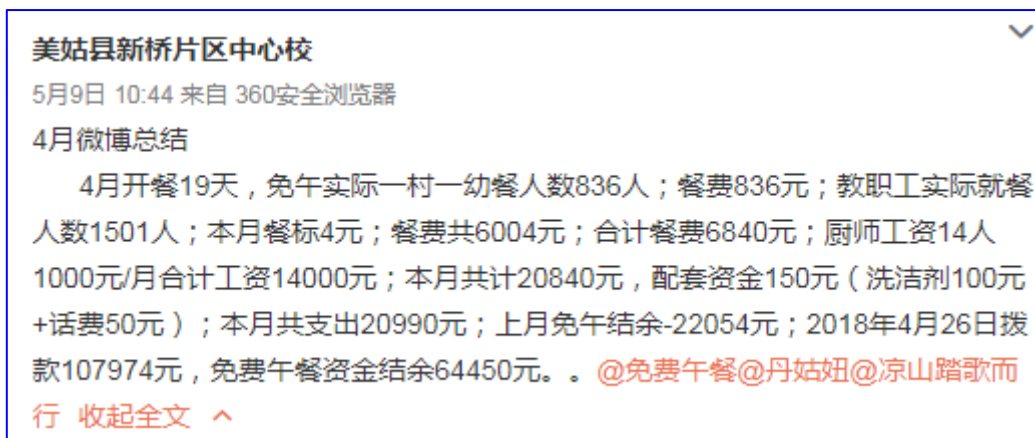 美姑县新桥片区中心校
5月9日 10:44 来自 360安全浏览器
4月微博总结
4月开餐19天，免午实际一村一幼餐人数836人；餐费836元；教职工实际就餐
人数1501人；本月餐标4元；餐费共6004元；合计餐费6840元；厨师工资14人
1000元/月合计工资14000元；本月共计20840元，配套资金150元（洗洁剂100元
+话费50元）；本月共支出20990元；上月免午结余-22054元；2018年4月26日拨
款107974元，免费午餐资金结余64450元。。@免费午餐@丹姑妞@凉山踏歌而
行 收起全文